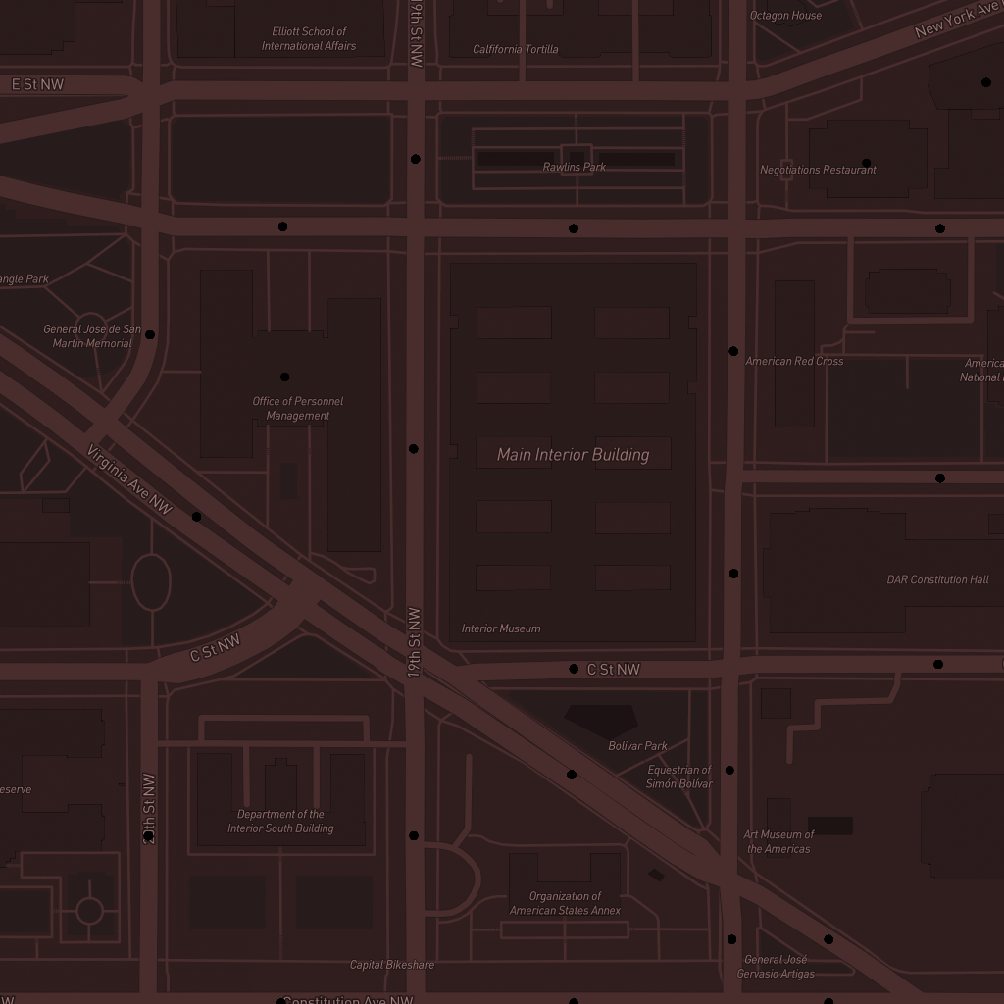 Octagon House
New York Ave
19th St NW
Elliott School of
International Affairs
Calfifornia Tortilla
E St NW
Rawlins Park
Negotiations Restaurant
angle Park
General Jose de San
Martin Memorial
American Red Cross
America
National
Office of Personnel
Management
Main Interior Building
Virginia Ave NW
DAR Constitution Hall
Interior Museum
C St NW
19th St NW
C St NW
Bolivar Park
Equestrian of
Simón Bolívar
eserve
20th St NW
Department of the
Interior South Building
Art Museum of
the Americas
Organization of
American States Annex
Capital Bikeshare
General José
Gervasio Artigas
W
Constitution Ave NW